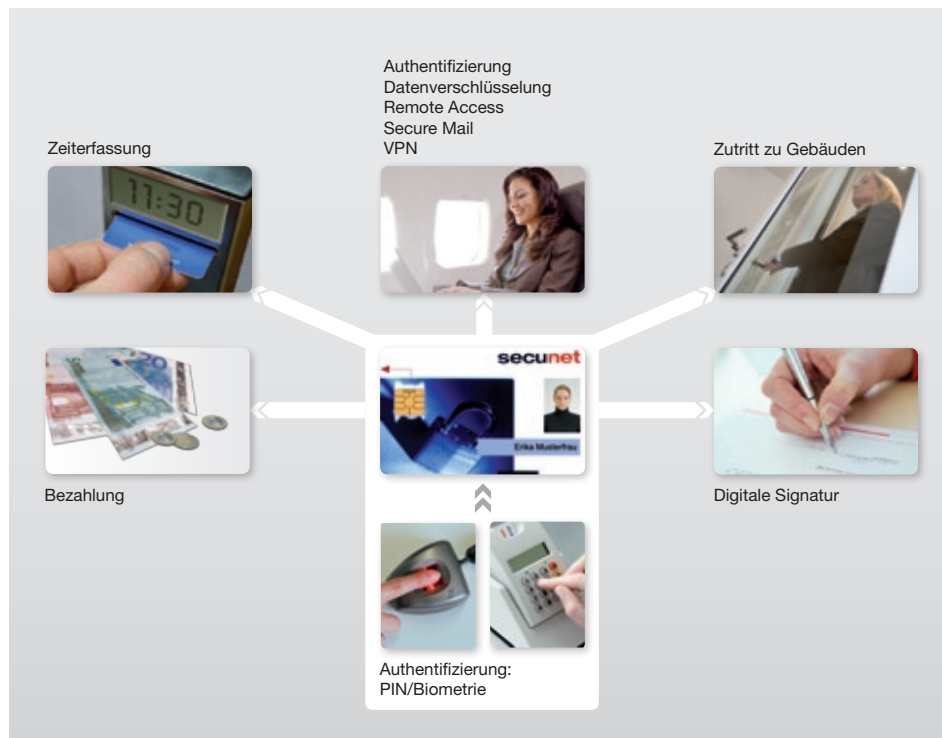 Authentifizierung
Datenverschlüsselung
Remote Access
Secure Mail
VPN
Zeiterfassung
Zutritt zu Gebäuden
11:30
secunet
Erika Musterfrau
Bezahlung
Digitale Signatur
Authentifizierung:
PIN/Biometrie